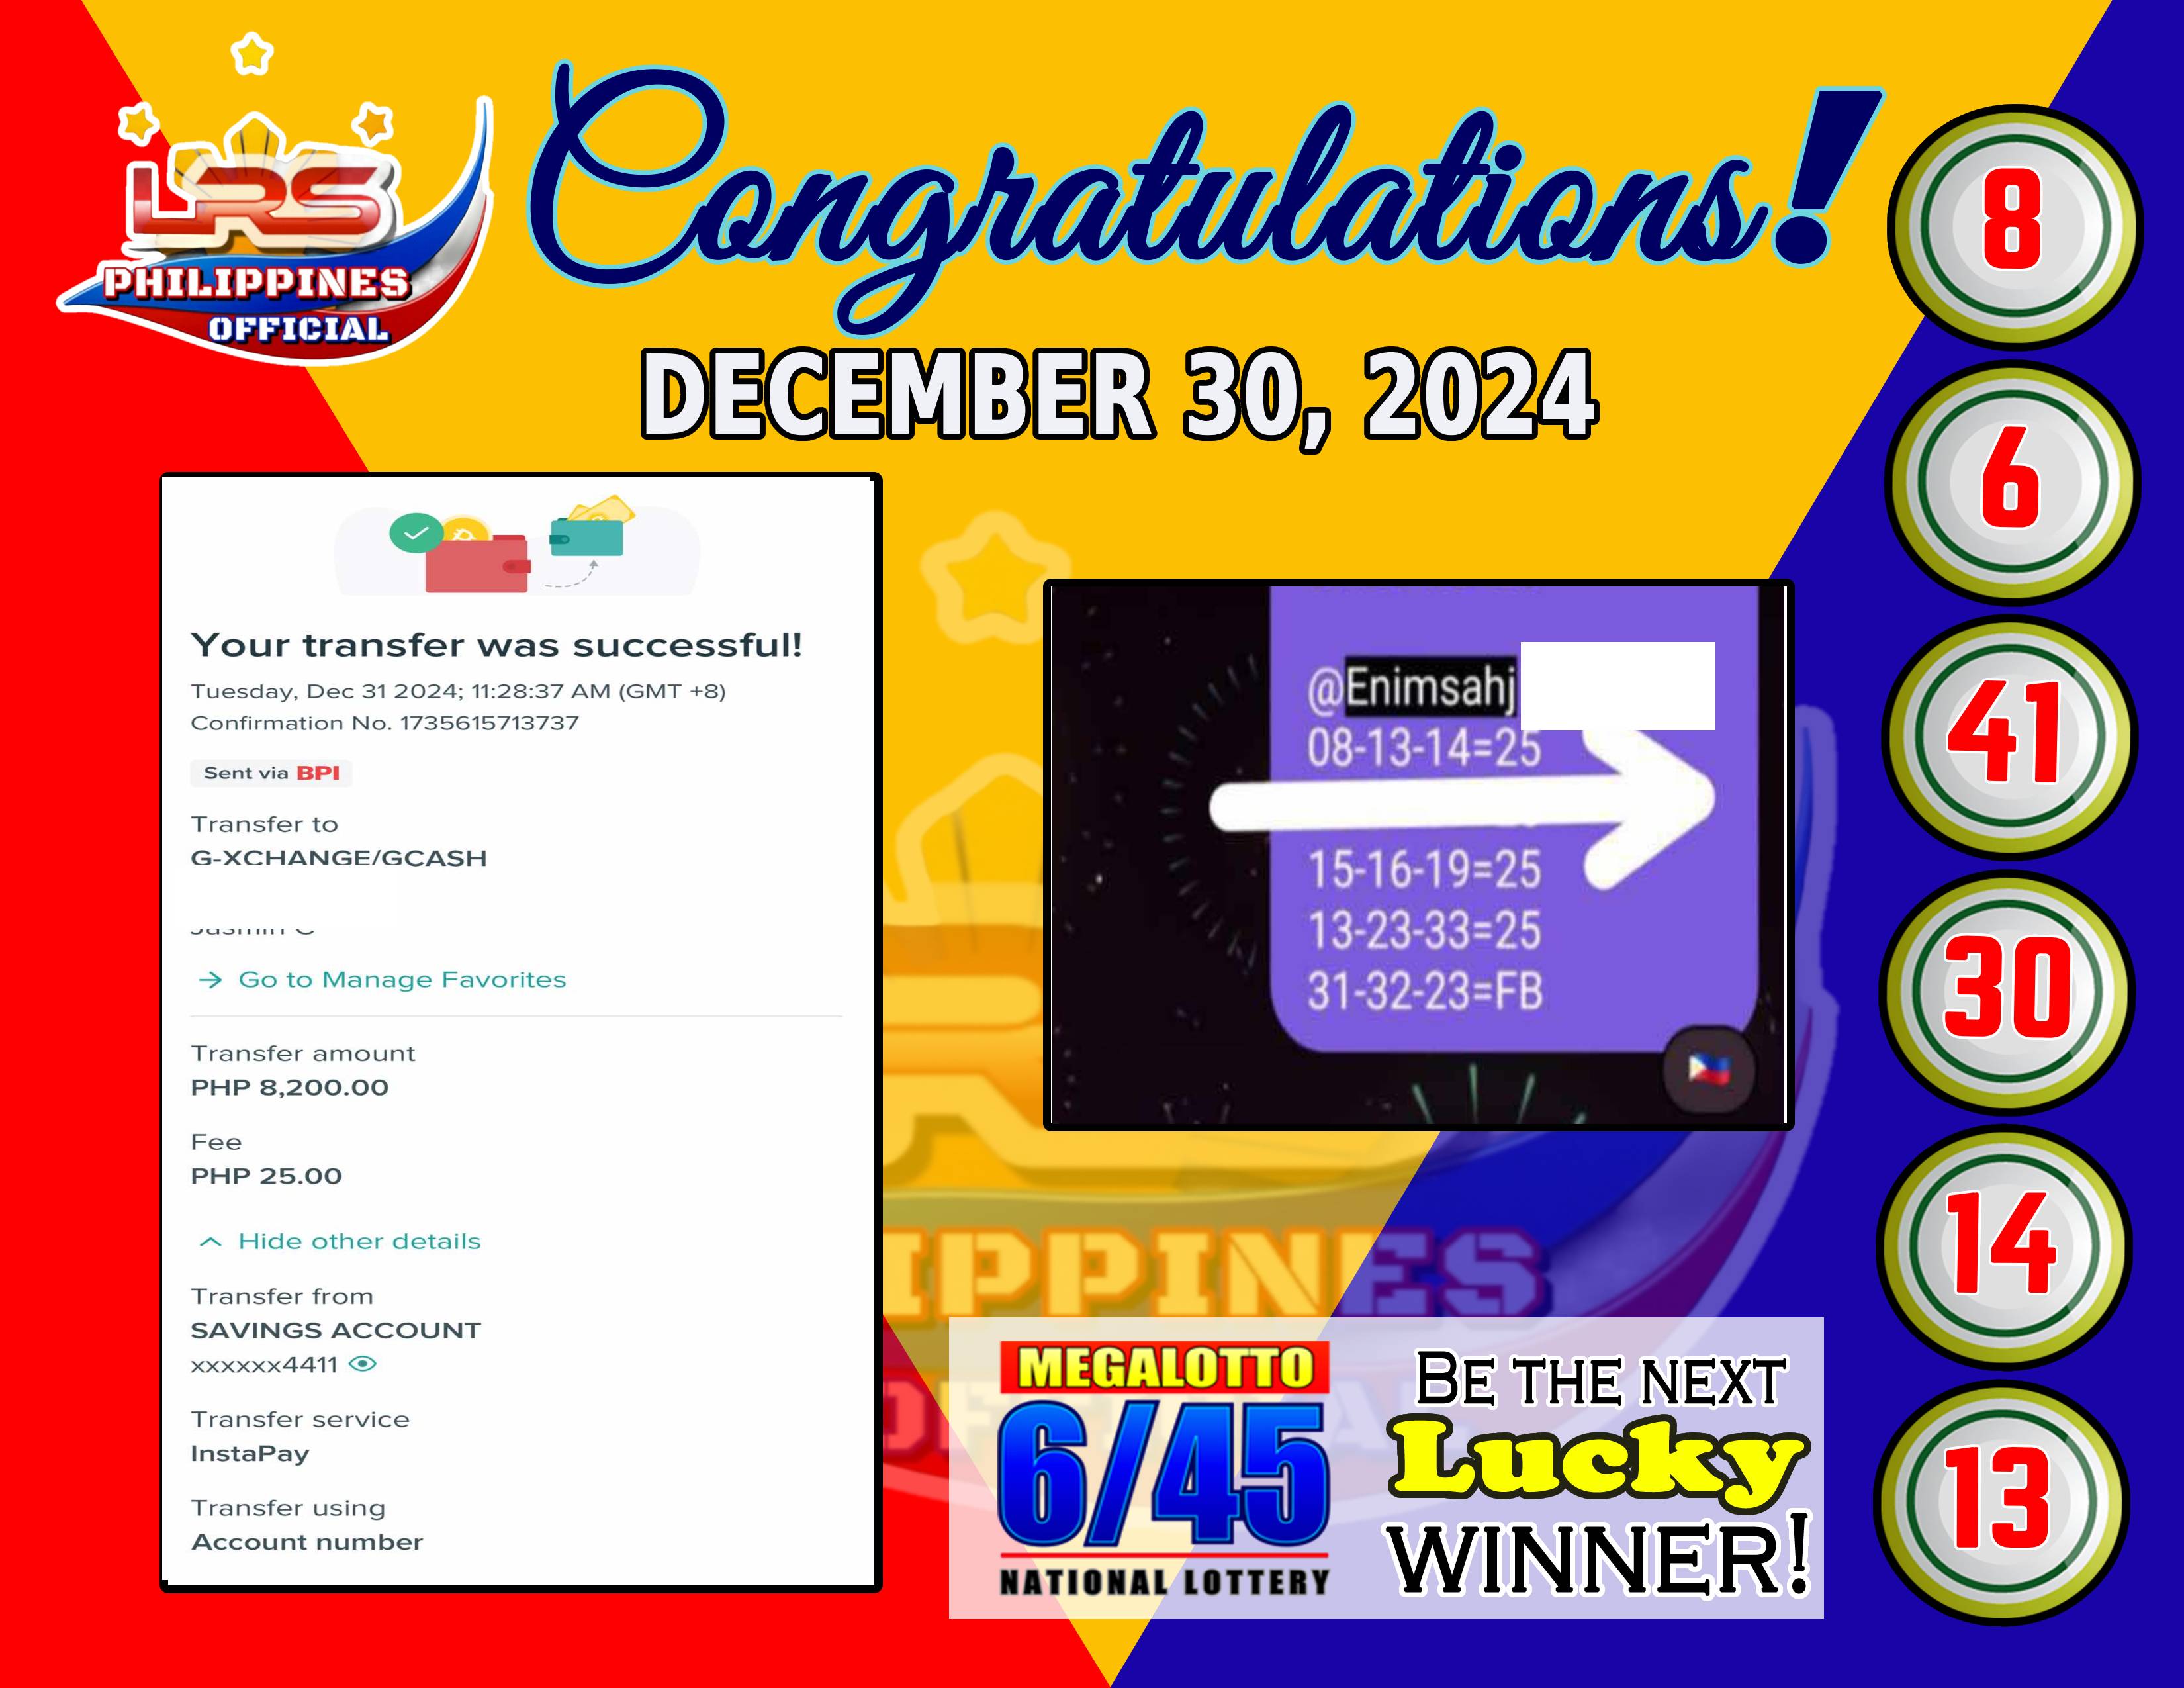 LRS
PHILIPPINES
OFFICIAL
Congratulations!
DECEMBER 30, 2024
Your transfer was successful!
Tuesday, Dec 31 2024; 11:28:37 AM (GMT +8)
Confirmation No. 1735615713737
Sent via BPI
Transfer to
G-XCHANGE/GCASH
→ Go to Manage Favorites
Transfer amount
PHP 8,200.00
Fee
PHP 25.00
Hide other details
Transfer from
SAVINGS ACCOUNT
xxxxxx4411
Transfer service
InstaPay
Transfer using
Account number
@Enimsahj
08-13-14=25
15-16-19=25
13-23-33=25
31-32-23=FB
IPPINES
MEGALOTTO
6/45
NATIONAL LOTTERY
BE THE NEXT
Lucky
WINNER!
8
6
41
30
14
13